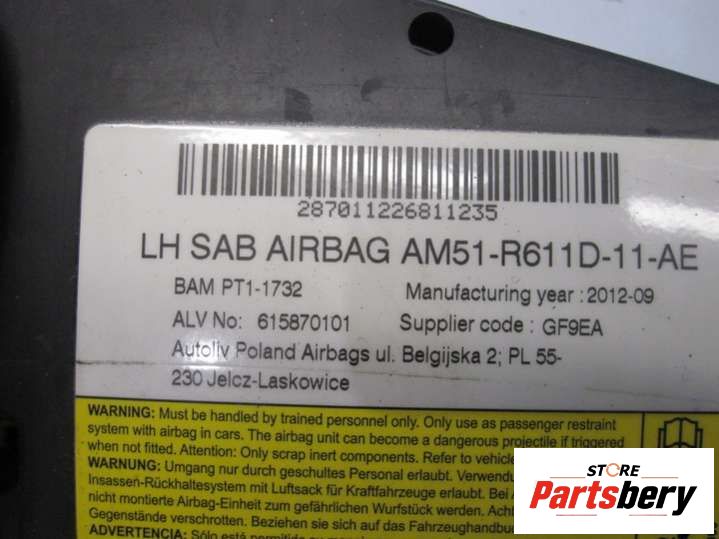 287011226811235
LH SAB AIRBAG AM51-R611D-11-AE
BAM PT1-1732 Manufacturing year : 2012-09
ALV No: 615870101 Supplier code : GF9EA
Autoliv Poland Airbags ul. Belgijska 2; PL 55-
230 Jelcz-Laskowice
WARNING: Must be handled by trained personnel only. Only use as passenger restraint
system with airbag in cars. The airbag unit can become a dangerous projectile if triggered
when not fitted. Attention: Only scrap inert components. Refer to vehicle
WARNUNG: Umgang nur durch geschultes Personal erlaubt. Verwendu
Insassen-Rückhaltesystem mit Luftsack für Kraftfahrzeuge erlaubt. Bei
nicht montierte Airbag-Einheit zum gefährlichen Wurfstück werden. Ach
Gegenstände verschrotten. Beziehen sie sich auf das Fahrzeughandbu
ADVERTENCIA: Sólo está permitido su
STORE
Partsbery